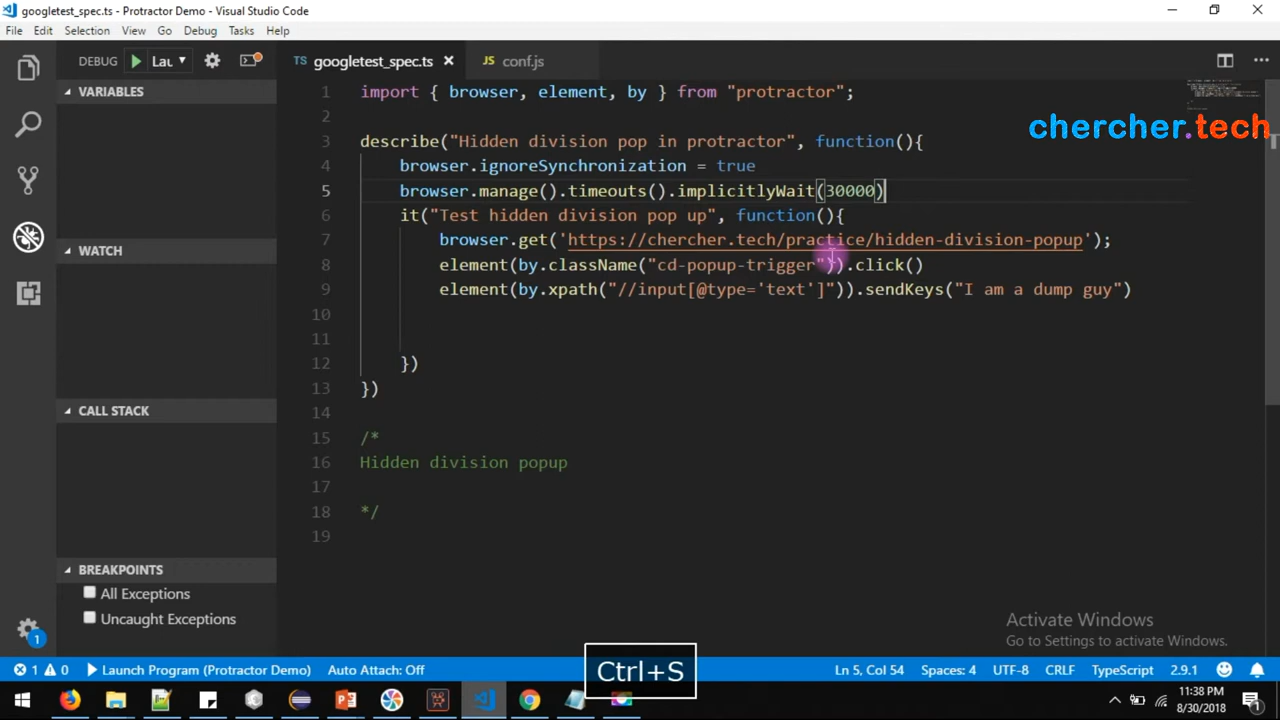 googletest_spec.ts - Protractor Demo - Visual Studio Code
File Edit Selection View Go Debug Tasks Help
DEBUG Lau
googletest_spec.ts
JS conf.js
VARIABLES
WATCH
CALL STACK
BREAKPOINTS
All Exceptions
Uncaught Exceptions
chercher.tech
1 import { browser, element, by } from "protractor";
2
3 describe("Hidden division pop in protractor", function(){
4 browser.ignoreSynchronization = true
5 browser.manage().timeouts().implicitlyWait(30000)
6 it("Test hidden division pop up", function(){
7 browser.get('https://chercher.tech/practice/hidden-division-popup');
8 element(by.className("cd-popup-trigger")).click()
9 element(by.xpath("//input[@type='text']")).sendKeys("I am a dump guy")
10
11
12 })
13 })
14
15 /*
16 Hidden division popup
17
18 */
19
Activate Windows
Go to Settings to activate Windows.
Ctrl+S
1
1 0 Launch Program (Protractor Demo) Auto Attach: Off Ln 5, Col 54 Spaces: 4 UTF-8 CRLF TypeScript 2.9.1
11:38 PM
8/30/2018
1